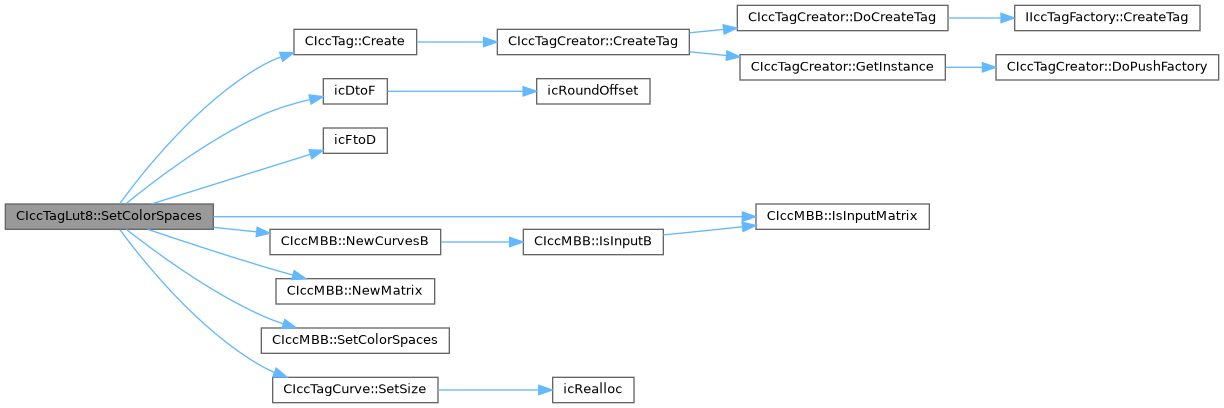 CIccTagCreator::DoCreateTag
IIccTagFactory::CreateTag
CIccTag::Create
CIccTagCreator::CreateTag
CIccTagCreator::GetInstance
CIccTagCreator::DoPushFactory
icDtoF
icRoundOffset
icFtoD
CIccTagLut8::SetColorSpaces
CIccMBB::IsInputMatrix
CIccMBB::NewCurvesB
CIccMBB::IsInputB
CIccMBB::NewMatrix
CIccMBB::SetColorSpaces
CIccTagCurve::SetSize
icRealloc